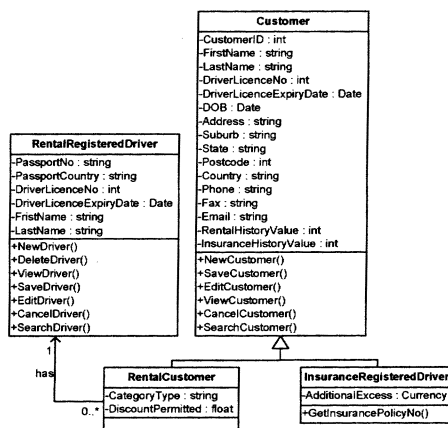 Customer
-CustomerID : int
-FirstName : string
-LastName : string
-DriverLicenceNo : int
-DriverLicenceExpiryDate : Date
-DOB : Date
-Address : string
-Suburb : string
-State : string
-Postcode : int
-Country : string
-Phone : string
-Fax : string
-Email : string
-RentalHistoryValue : int
-InsuranceHistoryValue : int
+NewCustomer()
+SaveCustomer()
+EditCustomer()
+ViewCustomer()
+CancelCustomer()
+SearchCustomer()
RentalRegisteredDriver
-PassportNo : string
-PassportCountry : string
-DriverLicenceNo : int
-DriverLicenceExpiryDate : Date
-FristName : string
-LastName : string
+NewDriver()
+DeleteDriver()
+ViewDriver()
+SaveDriver()
+EditDriver()
+CancelDriver()
+SearchDriver()
1
has
0..*
RentalCustomer
-CategoryType : string
-DiscountPermitted : float
InsuranceRegisteredDriver
-AdditionalExcess : Currency
+GetInsurancePolicyNo()